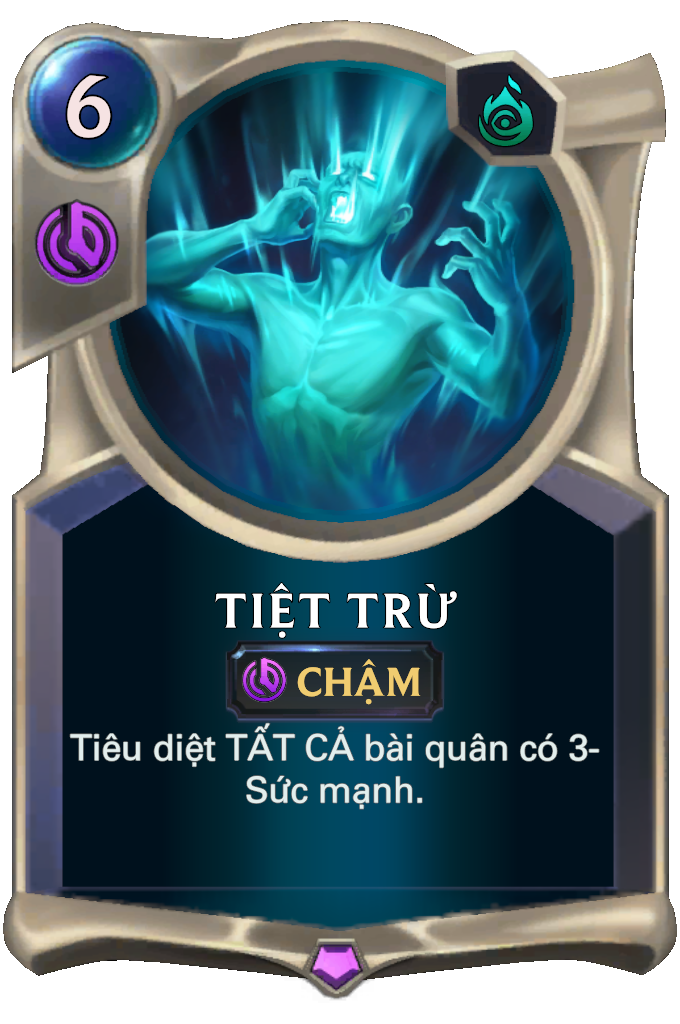 6
TIỆT TRỪ
CHẬM
Tiêu diệt TẤT CẢ bài quân có 3-
Sức mạnh.